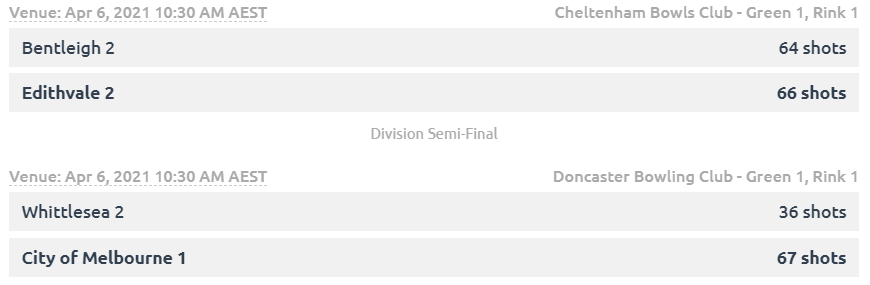 Venue: Apr 6, 2021 10:30 AM AEST Cheltenham Bowls Club - Green 1, Rink 1
Bentleigh 2 64 shots
Edithvale 2 66 shots
Division Semi-Final
Venue: Apr 6, 2021 10:30 AM AEST Doncaster Bowling Club - Green 1, Rink 1
Whittlesea 2 36 shots
City of Melbourne 1 67 shots